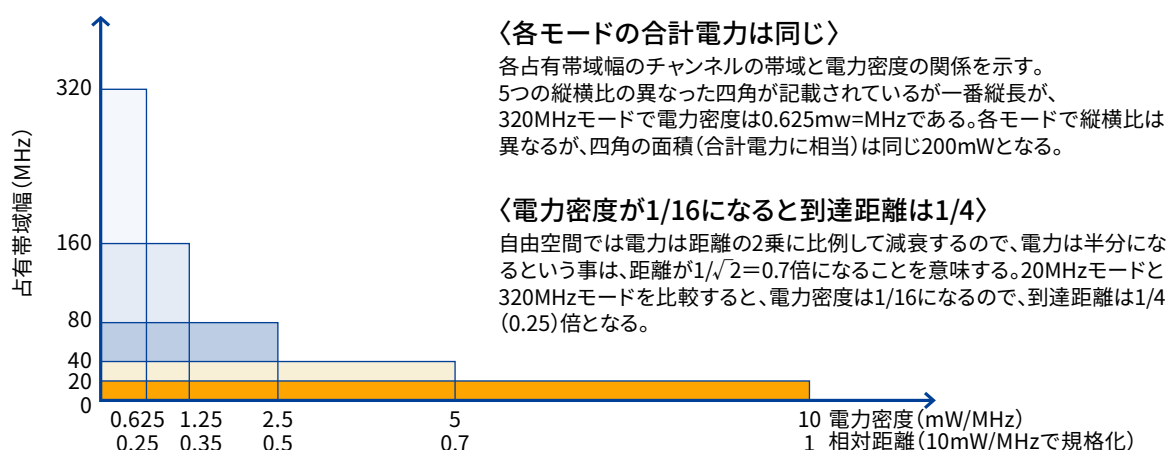 〈各モードの合計電力は同じ〉
各占有帯域幅のチャンネルの帯域と電力密度の関係を示す。
5つの縦横比の異なった四角が記載されているが一番縦長が、
320MHzモードで電力密度は0.625mw=MHzである。各モードで縦横比は
異なるが、四角の面積(合計電力に相当)は同じ200mWとなる。
〈電力密度が1/16になると到達距離は1/4〉
自由空間では電力は距離の2乗に比例して減衰するので、電力は半分にな
るという事は、距離が1/√2=0.7倍になることを意味する。20MHzモードと
320MHzモードを比較すると、電力密度は1/16になるので、到達距離は1/4
(0.25)倍となる。
占有帯域幅(MHz)
320
160
80
40
20
0
0.625 1.25 2.5 5 10 電力密度(mW/MHz)
0.25 0.35 0.5 0.7 1 相対距離(10mW/MHzで規格化)